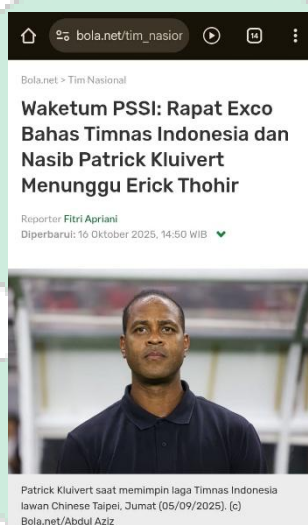 bola.net/tim_nasior
14
Bola.net > Tim Nasional
Waketum PSSI: Rapat Exco
Bahas Timnas Indonesia dan
Nasib Patrick Kluivert
Menunggu Erick Thohir
Reporter Fitri Apriani
Diperbarui: 16 Oktober 2025, 14:50 WIB
Patrick Kluivert saat memimpin laga Timnas Indonesia
lawan Chinese Taipei, Jumat (05/09/2025). (c)
Bola.net/Abdul Aziz